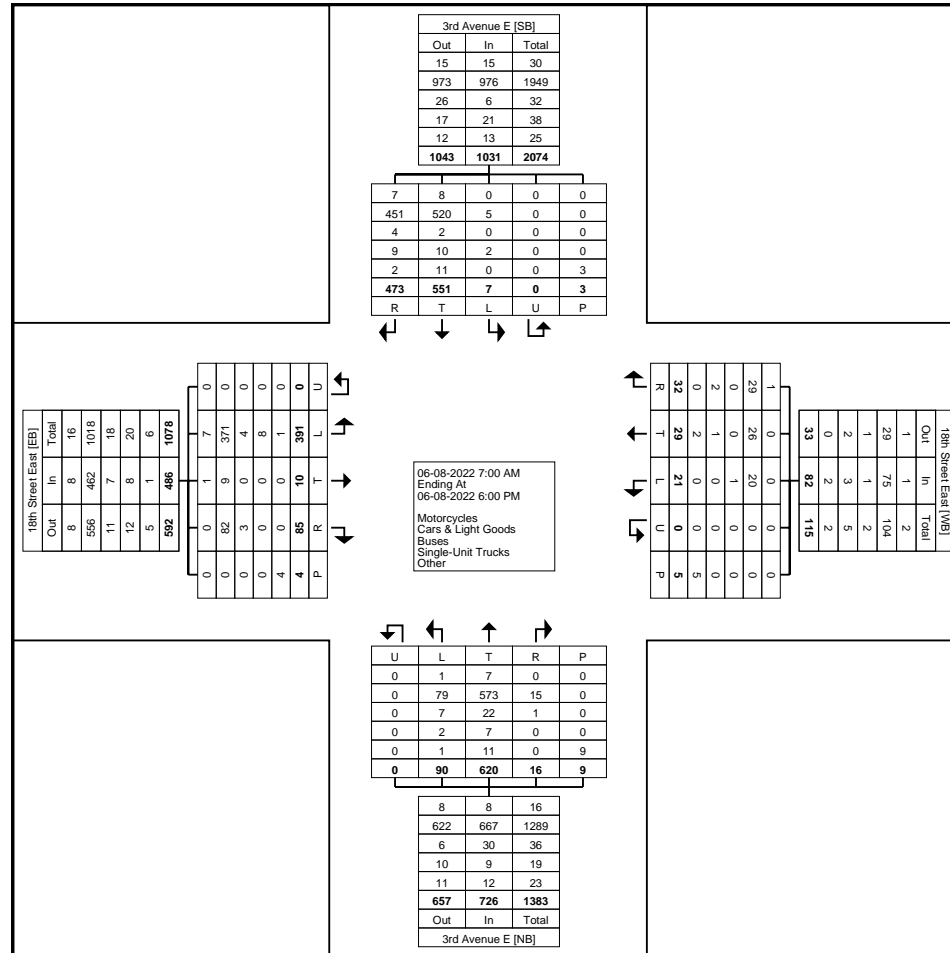 3rd Avenue E [SB]
Out In Total
15 15 30
973 976 1949
26 6 32
17 21 38
12 13 25
1043 1031 2074
7 8 0 0 0
451 520 5 0 0
4 2 0 0 0
9 10 2 0 0
2 11 0 0 3
473 551 7 0 3
R T L U P
18th Street East [EB]
Out In Total
8 8 16
556 462 1018
11 7 18
12 8 20
5 1 6
592 486 1078
0 0 1 7 0
0 82 9 371 0
0 3 0 4 0
0 0 0 8 0
4 0 0 1 0
4 85 10 391 0
P R T L U
06-08-2022 7:00 AM
Ending At
06-08-2022 6:00 PM
Motorcycles
Cars & Light Goods
Buses
Single-Unit Trucks
Other
18th Street East [WB]
Out In Total
1 1 2
29 75 104
1 1 2
2 3 5
0 2 2
33 82 115
1 0 0 0 0
29 26 20 0 0
0 0 1 0 0
2 1 0 0 0
0 2 0 0 5
32 29 21 0 5
R T L U P
U L T R P
0 1 7 0 0
0 79 573 15 0
0 7 22 1 0
0 2 7 0 0
0 1 11 0 9
0 90 620 16 9
8 8 16
622 667 1289
6 30 36
10 9 19
11 12 23
657 726 1383
Out In Total
3rd Avenue E [NB]